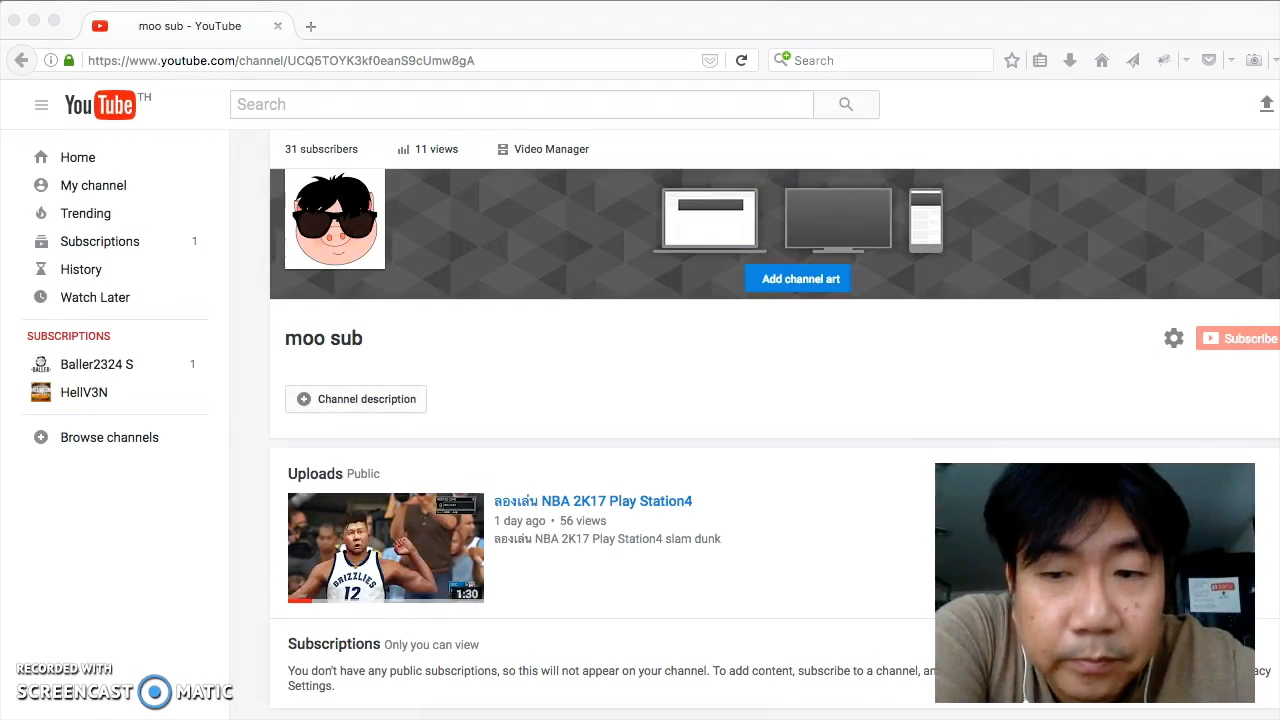 moo sub - YouTube
https://www.youtube.com/channel/UCQ5TOYK3kf0eanS9cUmw8gA
Search
YouTube TH
Search
Home
My channel
Trending
Subscriptions 1
History
Watch Later
SUBSCRIPTIONS
Baller2324 S 1
HellV3N
Browse channels
31 subscribers
11 views
Video Manager
Add channel art
moo sub
Subscribe
Channel description
Uploads Public
GRIZZLIES
12
1:30
ลองเล่น NBA 2K17 Play Station4
1 day ago • 56 views
ลองเล่น NBA 2K17 Play Station4 slam dunk
Subscriptions Only you can view
You don't have any public subscriptions, so this will not appear on your channel. To add content, subscribe to a channel,
Settings.
RECORDED WITH
SCREENCAST MATIC